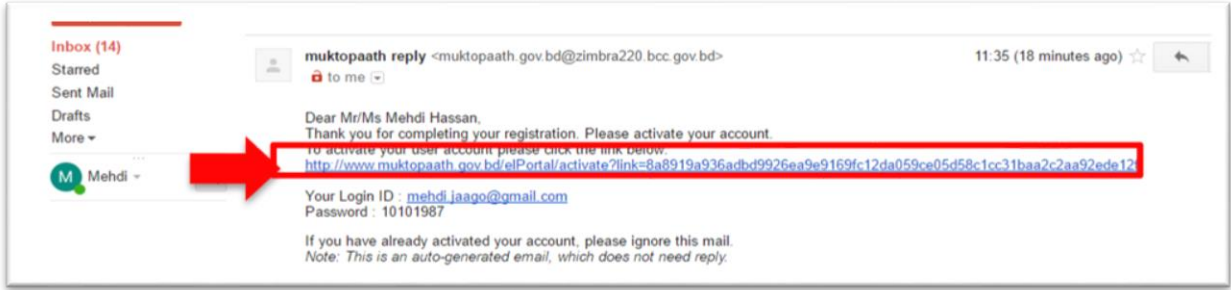 Inbox (14)
Starred
Sent Mail
Drafts
More
M Mehdi
muktopaath reply <muktopaath.gov.bd@zimbra220.bcc.gov.bd>
11:35 (18 minutes ago)
to me
Dear Mr/Ms Mehdi Hassan,
Thank you for completing your registration. Please activate your account.
To activate your user account please click the link below:
http://www.muktopaath.gov.bd/elPortal/activate?link=8a8919a936adbd9926ea9e9169fc12da059ce05d58c1cc31baa2c2aa92ede12
Your Login ID : mehdi.jaago@gmail.com
Password : 10101987
If you have already activated your account, please ignore this mail.
Note: This is an auto-generated email, which does not need reply.